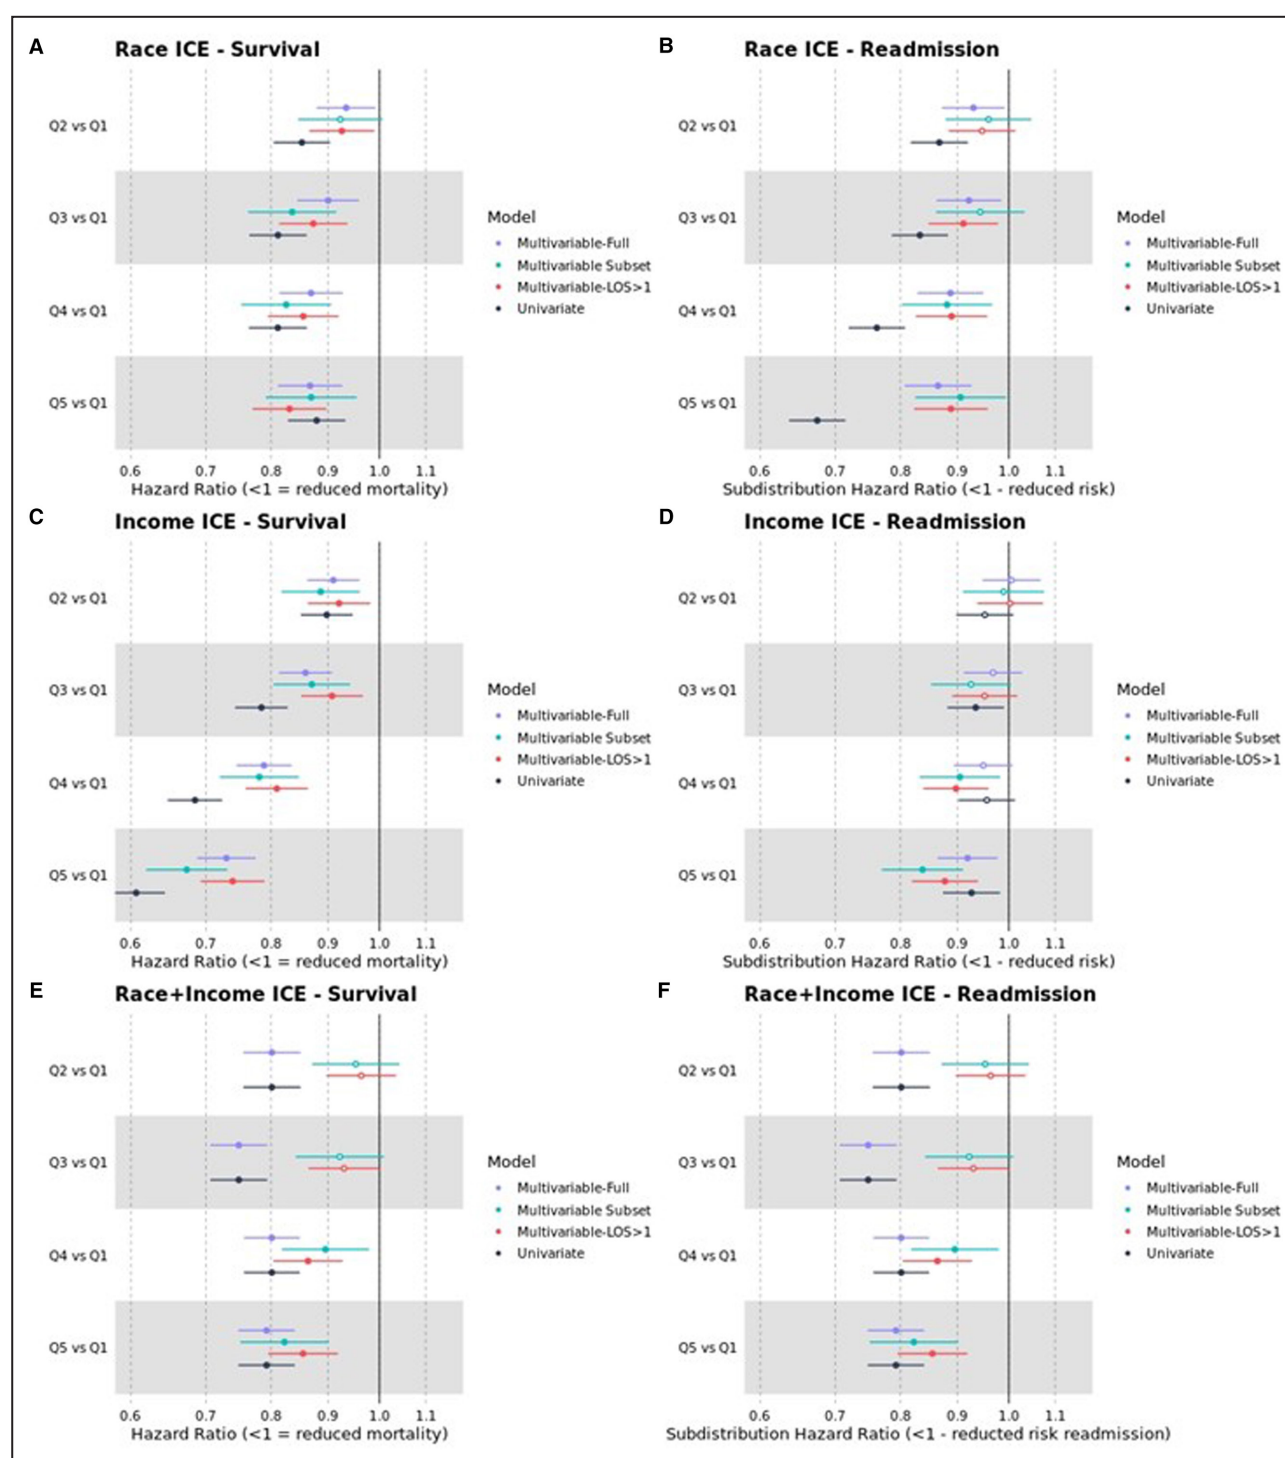 A
Race ICE - Survival
Q2 vs Q1
Q3 vs Q1
Q4 vs Q1
Q5 vs Q1
0.6 0.7 0.8 0.9 1.0 1.1
Hazard Ratio (<1 = reduced mortality)
Model
Multivariable-Full
Multivariable Subset
Multivariable-LOS>1
Univariate
B
Race ICE - Readmission
Q2 vs Q1
Q3 vs Q1
Q4 vs Q1
Q5 vs Q1
0.6 0.7 0.8 0.9 1.0 1.1
Subdistribution Hazard Ratio (<1 - reduced risk)
Model
Multivariable-Full
Multivariable Subset
Multivariable-LOS>1
Univariate
C
Income ICE - Survival
Q2 vs Q1
Q3 vs Q1
Q4 vs Q1
Q5 vs Q1
0.6 0.7 0.8 0.9 1.0 1.1
Hazard Ratio (<1 = reduced mortality)
Model
Multivariable-Full
Multivariable Subset
Multivariable-LOS>1
Univariate
D
Income ICE - Readmission
Q2 vs Q1
Q3 vs Q1
Q4 vs Q1
Q5 vs Q1
0.6 0.7 0.8 0.9 1.0 1.1
Subdistribution Hazard Ratio (<1 - reduced risk)
Model
Multivariable-Full
Multivariable Subset
Multivariable-LOS>1
Univariate
E
Race+Income ICE - Survival
Q2 vs Q1
Q3 vs Q1
Q4 vs Q1
Q5 vs Q1
0.6 0.7 0.8 0.9 1.0 1.1
Hazard Ratio (<1 = reduced mortality)
Model
Multivariable-Full
Multivariable Subset
Multivariable-LOS>1
Univariate
F
Race+Income ICE - Readmission
Q2 vs Q1
Q3 vs Q1
Q4 vs Q1
Q5 vs Q1
0.6 0.7 0.8 0.9 1.0 1.1
Subdistribution Hazard Ratio (<1 - reducted risk readmission)
Model
Multivariable-Full
Multivariable Subset
Multivariable-LOS>1
Univariate